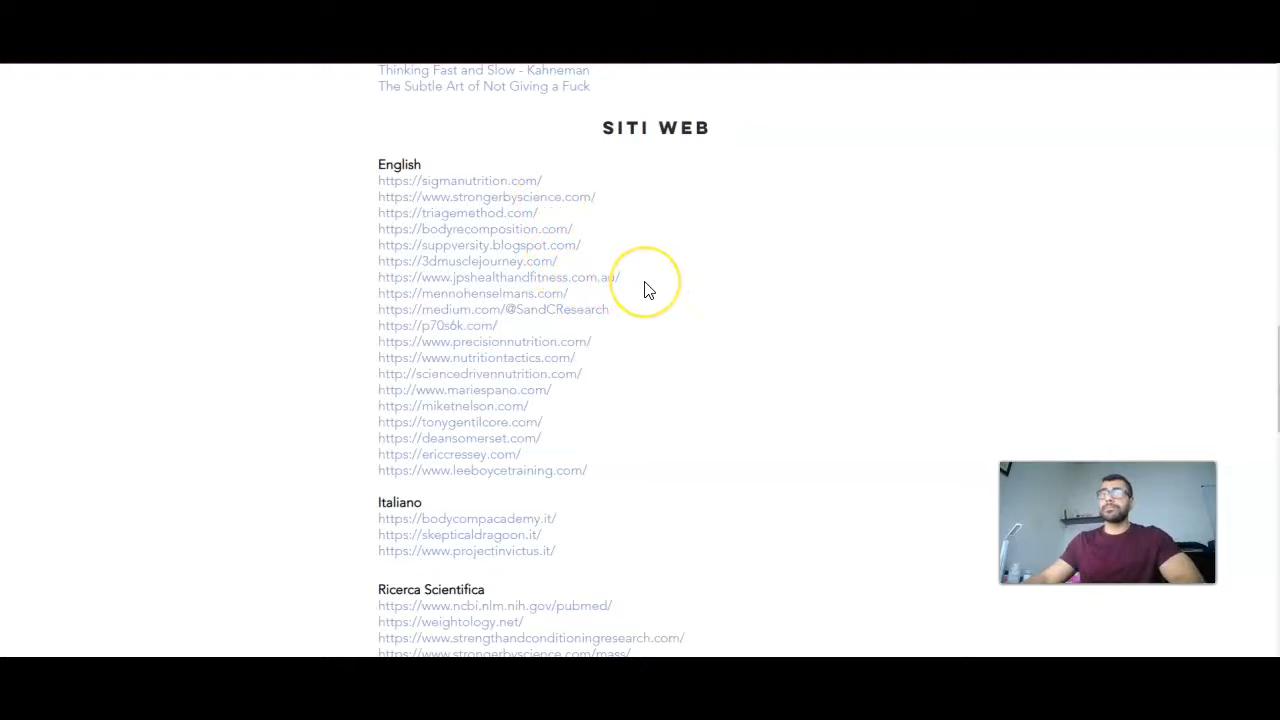 Thinking Fast and Slow - Kahneman
The Subtle Art of Not Giving a Fuck
SITI WEB
English
https://sigmanutrition.com/
https://www.strongerbyscience.com/
https://triagemethod.com/
https://bodyrecomposition.com/
https://suppversity.blogspot.com/
https://3dmusclejourney.com/
https://www.jpshealthandfitness.com.au/
https://mennohenselmans.com/
https://medium.com/@SandCResearch
https://p70s6k.com/
https://www.precisionnutrition.com/
https://www.nutritiontactics.com/
http://sciencedrivennutrition.com/
http://www.mariespano.com/
https://miketnelson.com/
https://tonygentilcore.com/
https://deansomerset.com/
https://ericcressey.com/
https://www.leeboycetraining.com/
Italiano
https://bodycompacademy.it/
https://skepticaldragoon.it/
https://www.projectinvictus.it/
Ricerca Scientifica
https://www.ncbi.nlm.nih.gov/pubmed/
https://weightology.net/
https://www.strengthandconditioningresearch.com/
https://www.strongerbyscience.com/mass/